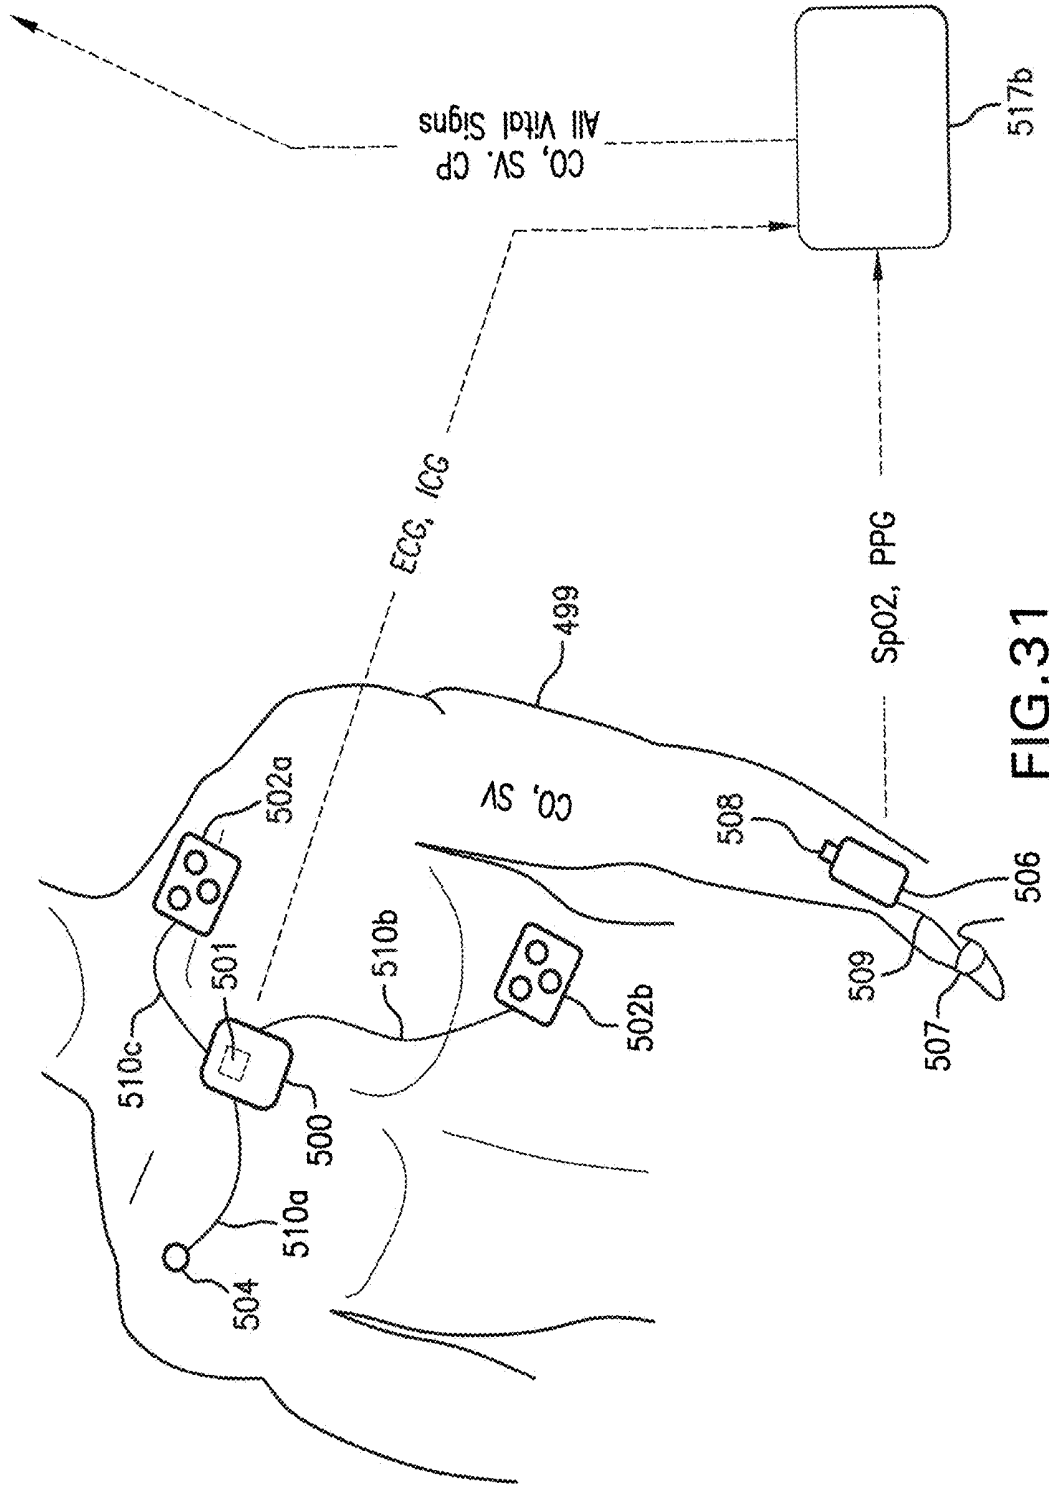 CO, SV. CP
All Vital Signs
517b
ECG, ICG
SpO2, PPG
499
CO, SV
502a
510c
501
510b
502b
500
510a
504
508
506
509
507
FIG.31